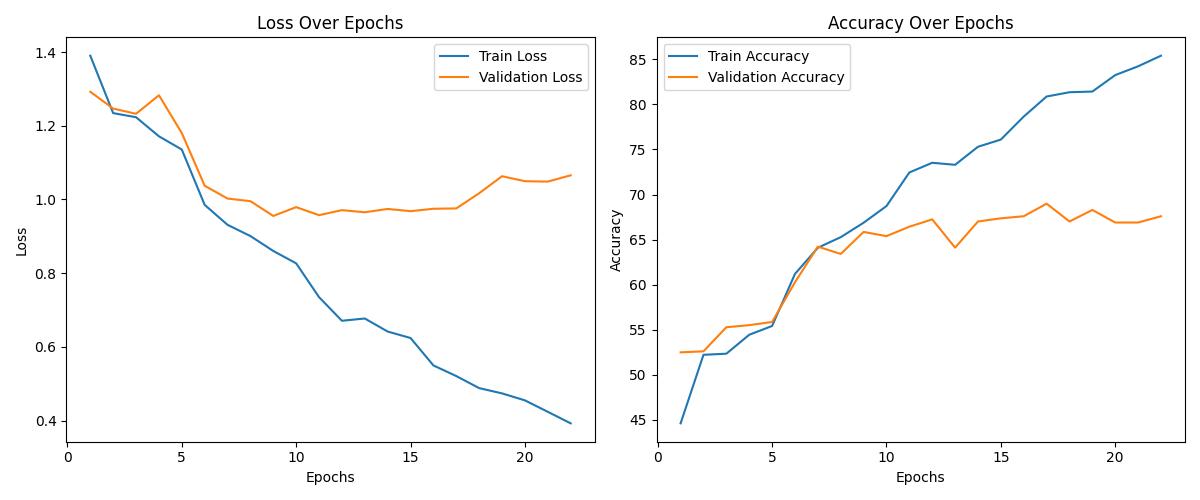 Loss Over Epochs
Train Loss
Validation Loss
1.4
1.2
1.0
0.8
0.6
0.4
Loss
0
5
10
15
20
Epochs
Accuracy Over Epochs
Train Accuracy
Validation Accuracy
85
80
75
70
65
60
55
50
45
Accuracy
0
5
10
15
20
Epochs